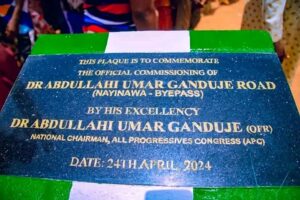 THIS PLAQUE IS TO COMMEMORATE
THE OFFICIAL COMMISSIONING OF
DR ABDULLAHI UMAR GANDUJE ROAD
(NAYINAWA - BYEPASS)
BY HIS EXCELLENCY
DR ABDULLAHI UMAR GANDUJE (OFR)
NATIONAL CHAIRMAN, ALL PROGRESSIVES CONGRESS (APC)
DATE: 24TH APRIL 2024